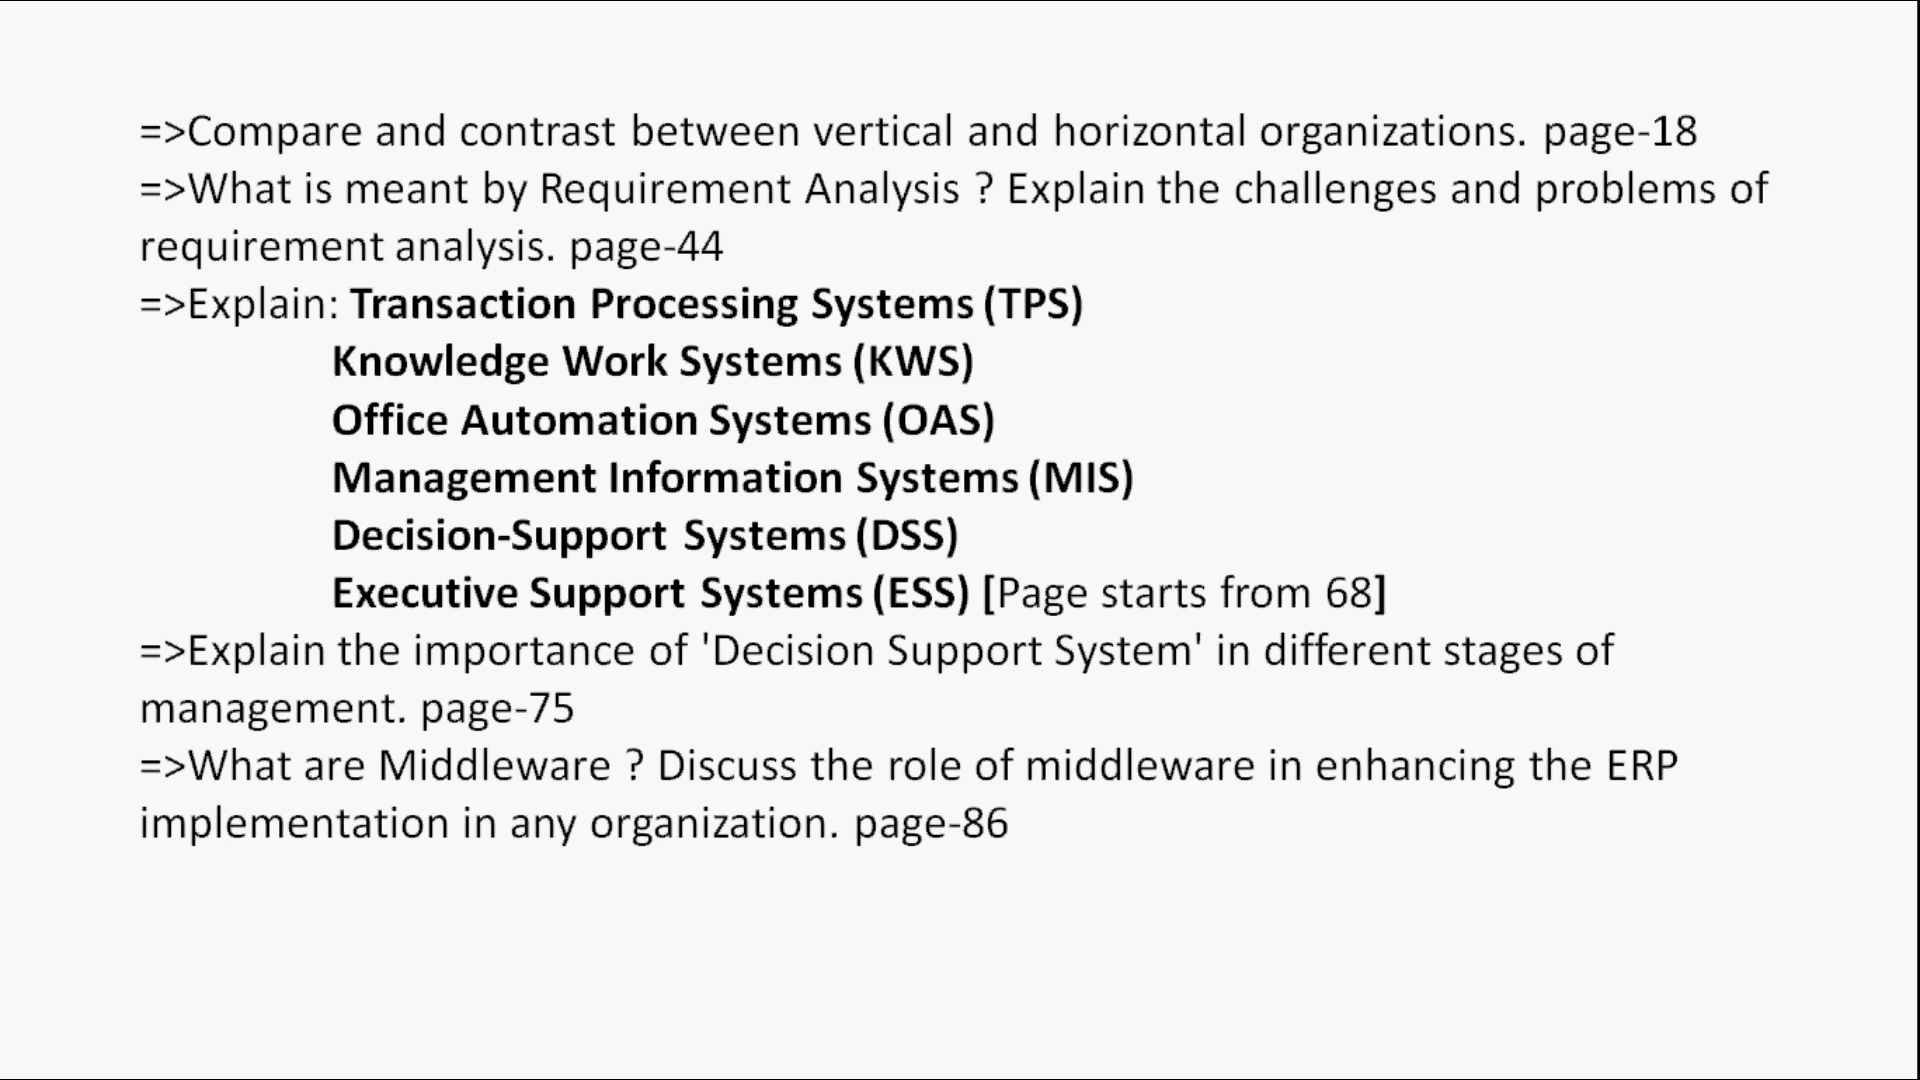 =>Compare and contrast between vertical and horizontal organizations. page-18
=>What is meant by Requirement Analysis ? Explain the challenges and problems of
requirement analysis. page-44
=>Explain: Transaction Processing Systems (TPS)
Knowledge Work Systems (KWS)
Office Automation Systems (OAS)
Management Information Systems (MIS)
Decision-Support Systems (DSS)
Executive Support Systems (ESS) [Page starts from 68]
=>Explain the importance of 'Decision Support System' in different stages of
management. page-75
=>What are Middleware ? Discuss the role of middleware in enhancing the ERP
implementation in any organization. page-86